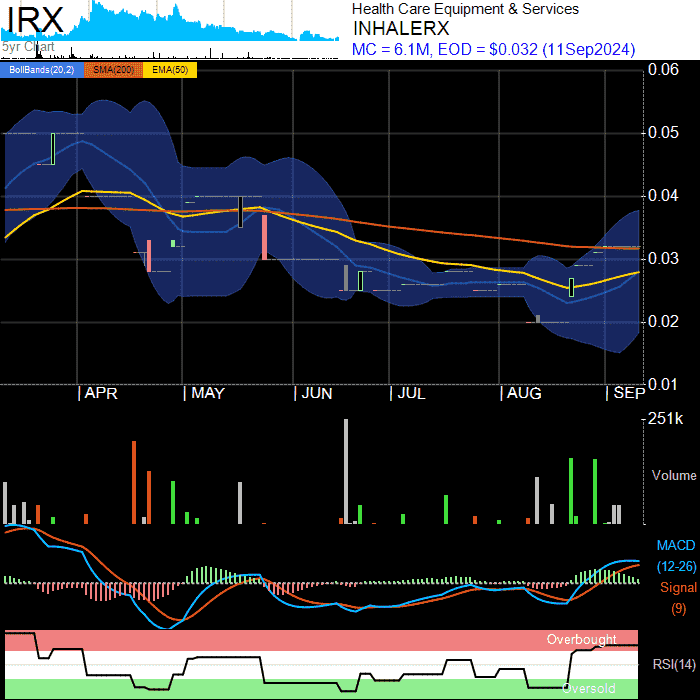 IRX
5yr Chart
Health Care Equipment & Services
INHALERX
MC = 6.1M, EOD = $0.032 (11Sep2024)
BollBands(20,2) SMA(200) EMA(50)
0.06
0.05
0.04
0.03
0.02
0.01
APR MAY JUN JUL AUG SEP
251k
Volume
MACD
(12-26)
Signal
(9)
Overbought
RSI(14)
Oversold